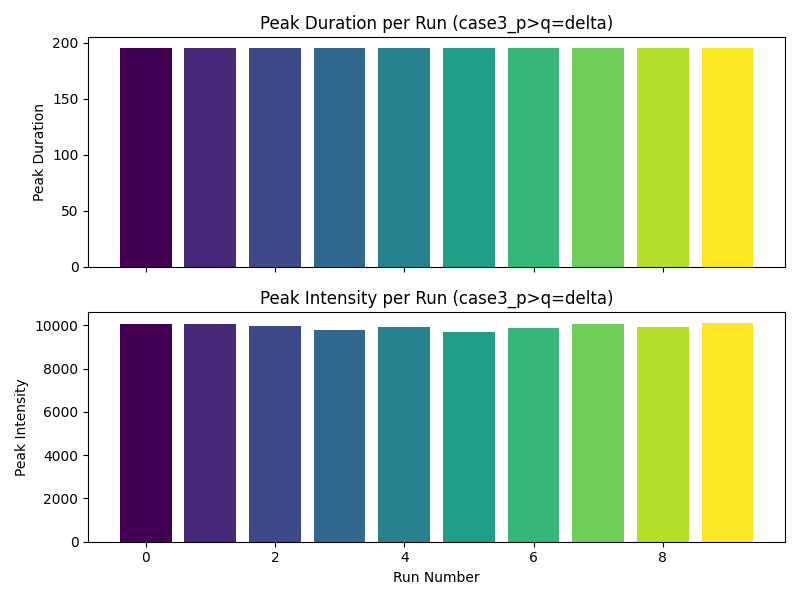 Peak Duration per Run (case3_p>q=delta)
200
150
100
50
0
Peak Duration
Peak Intensity per Run (case3_p>q=delta)
10000
8000
6000
4000
2000
0
Peak Intensity
0 2 4 6 8
Run Number